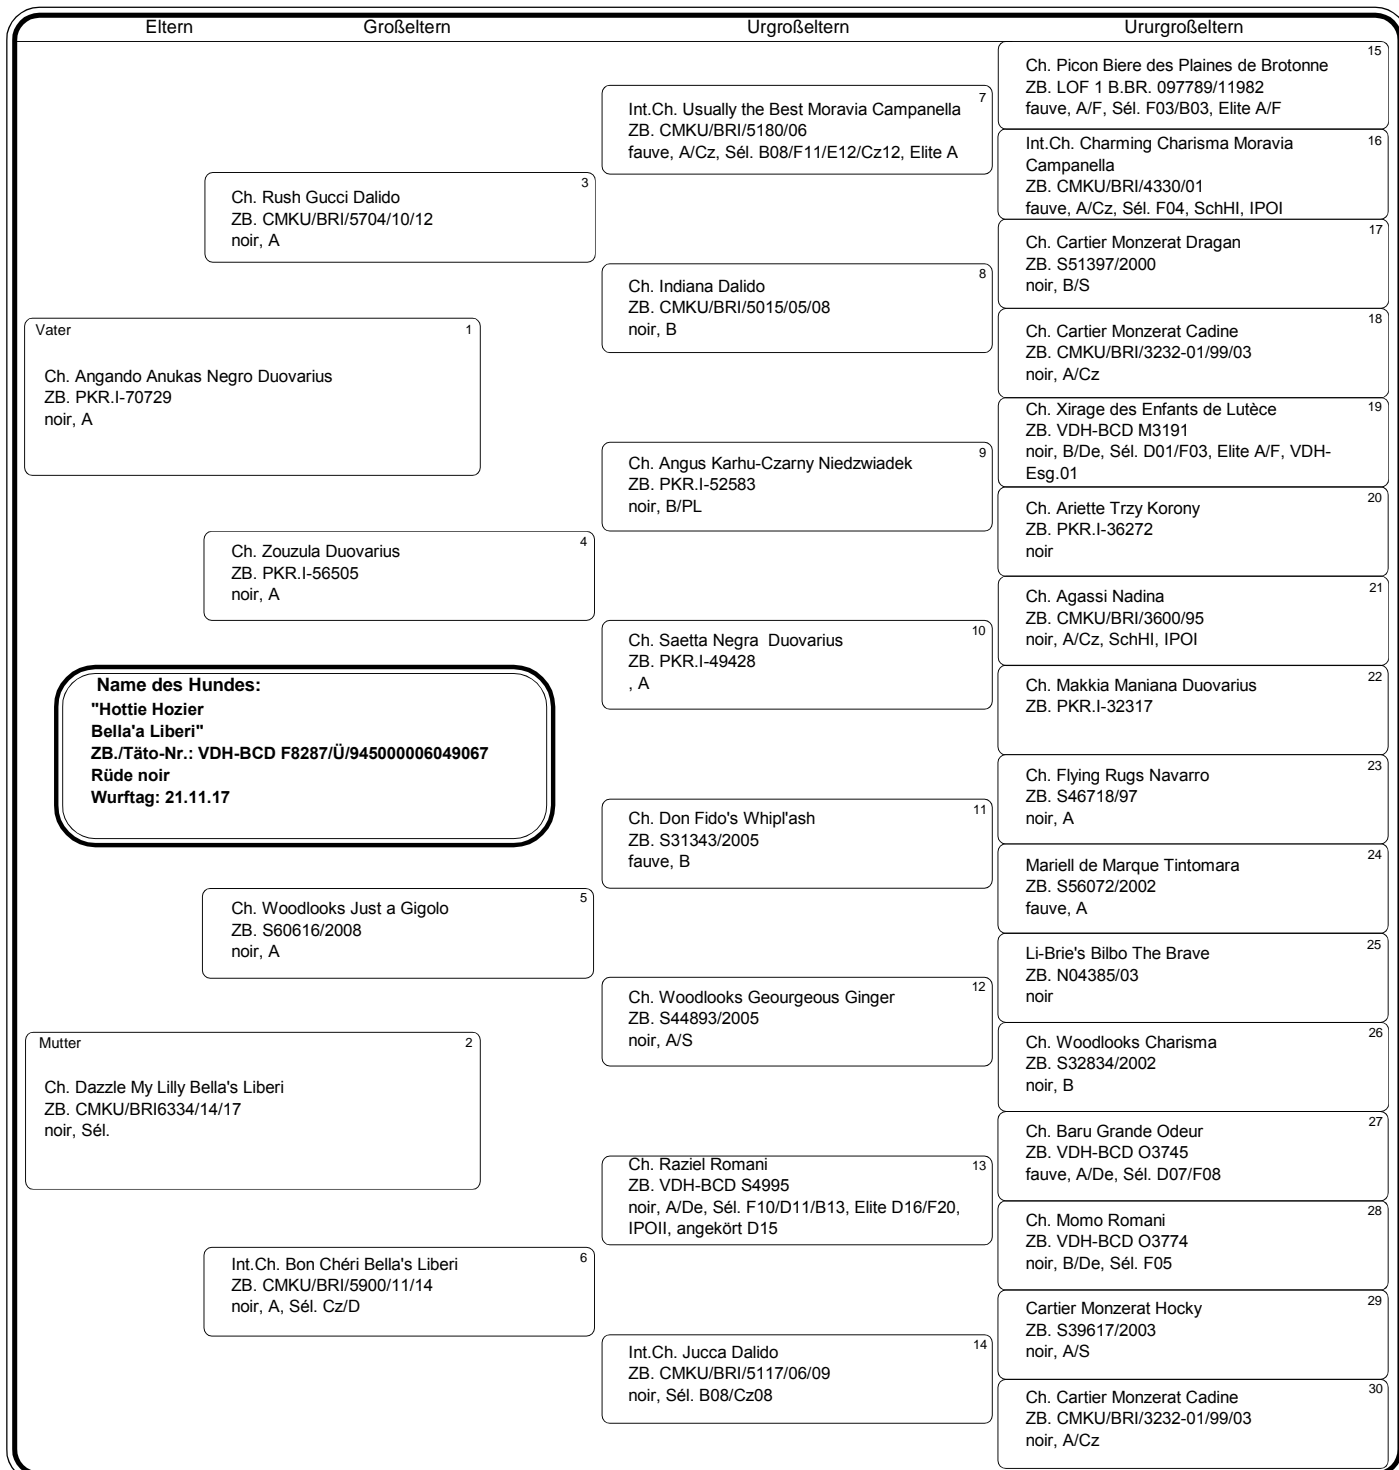 Eltern Großeltern Urgroßeltern Ururgroßeltern
Vater 1
Ch. Angando Anukas Negro Duovarius
ZB. PKR.I-70729
noir, A
Name des Hundes:
"Hottie Hozier
Bella'a Liberi"
ZB./Täto-Nr.: VDH-BCD F8287/Ü/945000006049067
Rüde noir
Wurftag: 21.11.17
Mutter 2
Ch. Dazzle My Lilly Bella's Liberi
ZB. CMKU/BRI6334/14/17
noir, Sél.
3
Ch. Rush Gucci Dalido
ZB. CMKU/BRI/5704/10/12
noir, A
4
Ch. Zouzula Duovarius
ZB. PKR.I-56505
noir, A
5
Ch. Woodlooks Just a Gigolo
ZB. S60616/2008
noir, A
6
Int.Ch. Bon Chéri Bella's Liberi
ZB. CMKU/BRI/5900/11/14
noir, A, Sél. Cz/D
7
Int.Ch. Usually the Best Moravia Campanella
ZB. CMKU/BRI/5180/06
fauve, A/Cz, Sél. B08/F11/E12/Cz12, Elite A
8
Ch. Indiana Dalido
ZB. CMKU/BRI/5015/05/08
noir, B
9
Ch. Angus Karhu-Czarny Niedzwiadek
ZB. PKR.I-52583
noir, B/PL
10
Ch. Saetta Negra Duovarius
ZB. PKR.I-49428
, A
11
Ch. Don Fido's Whipl'ash
ZB. S31343/2005
fauve, B
12
Ch. Woodlooks Geourgeous Ginger
ZB. S44893/2005
noir, A/S
13
Ch. Raziel Romani
ZB. VDH-BCD S4995
noir, A/De, Sél. F10/D11/B13, Elite D16/F20,
IPOII, angekört D15
14
Int.Ch. Jucca Dalido
ZB. CMKU/BRI/5117/06/09
noir, Sél. B08/Cz08
15
Ch. Picon Biere des Plaines de Brotonne
ZB. LOF 1 B.BR. 097789/11982
fauve, A/F, Sél. F03/B03, Elite A/F
16
Int.Ch. Charming Charisma Moravia
Campanella
ZB. CMKU/BRI/4330/01
fauve, A/Cz, Sél. F04, SchHI, IPOI
17
Ch. Cartier Monzerat Dragan
ZB. S51397/2000
noir, B/S
18
Ch. Cartier Monzerat Cadine
ZB. CMKU/BRI/3232-01/99/03
noir, A/Cz
19
Ch. Xirage des Enfants de Lutèce
ZB. VDH-BCD M3191
noir, B/De, Sél. D01/F03, Elite A/F, VDH-
Esg.01
20
Ch. Ariette Trzy Korony
ZB. PKR.I-36272
noir
21
Ch. Agassi Nadina
ZB. CMKU/BRI/3600/95
noir, A/Cz, SchHI, IPOI
22
Ch. Makkia Maniana Duovarius
ZB. PKR.I-32317
23
Ch. Flying Rugs Navarro
ZB. S46718/97
noir, A
24
Mariell de Marque Tintomara
ZB. S56072/2002
fauve, A
25
Li-Brie's Bilbo The Brave
ZB. N04385/03
noir
26
Ch. Woodlooks Charisma
ZB. S32834/2002
noir, B
27
Ch. Baru Grande Odeur
ZB. VDH-BCD O3745
fauve, A/De, Sél. D07/F08
28
Ch. Momo Romani
ZB. VDH-BCD O3774
noir, B/De, Sél. F05
29
Cartier Monzerat Hocky
ZB. S39617/2003
noir, A/S
30
Ch. Cartier Monzerat Cadine
ZB. CMKU/BRI/3232-01/99/03
noir, A/Cz